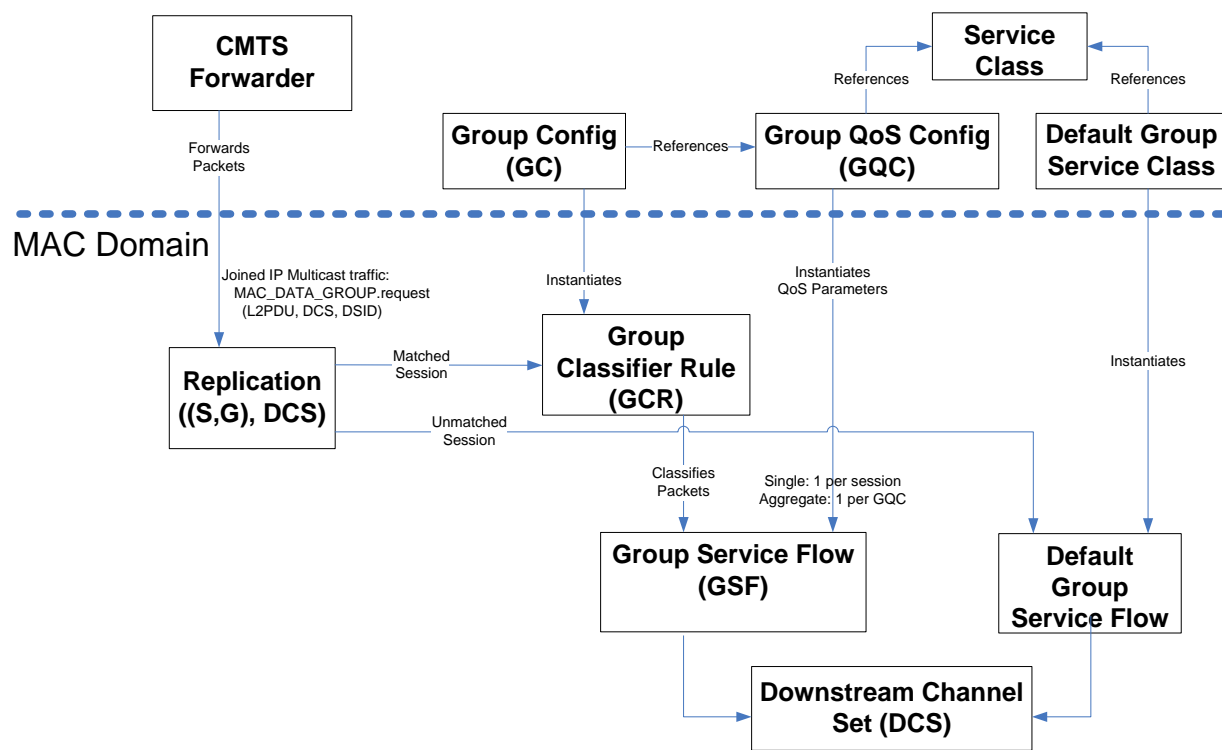 CMTS
Forwarder
Service
Class
References
References
Forwards
Packets
Group Config
(GC)
References
Group QoS Config
(GQC)
Default Group
Service Class
MAC Domain
Joined IP Multicast traffic:
MAC_DATA_GROUP.request
(L2PDU, DCS, DSID)
Instantiates
Instantiates
QoS Parameters
Instantiates
Replication
((S,G), DCS)
Matched
Session
Group
Classifier Rule
(GCR)
Unmatched
Session
Classifies
Packets
Single: 1 per session
Aggregate: 1 per GQC
Group Service Flow
(GSF)
Default
Group
Service Flow
Downstream Channel
Set (DCS)